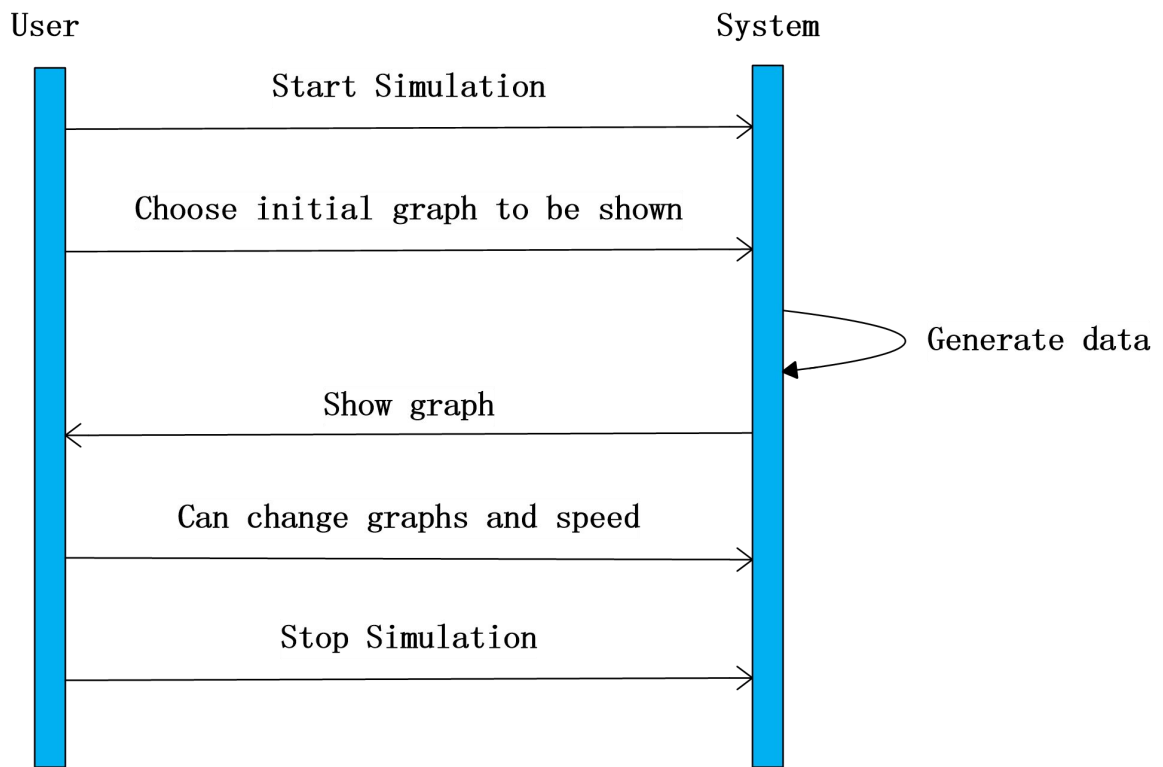 User
System
Start Simulation
Choose initial graph to be shown
Generate data
Show graph
Can change graphs and speed
Stop Simulation